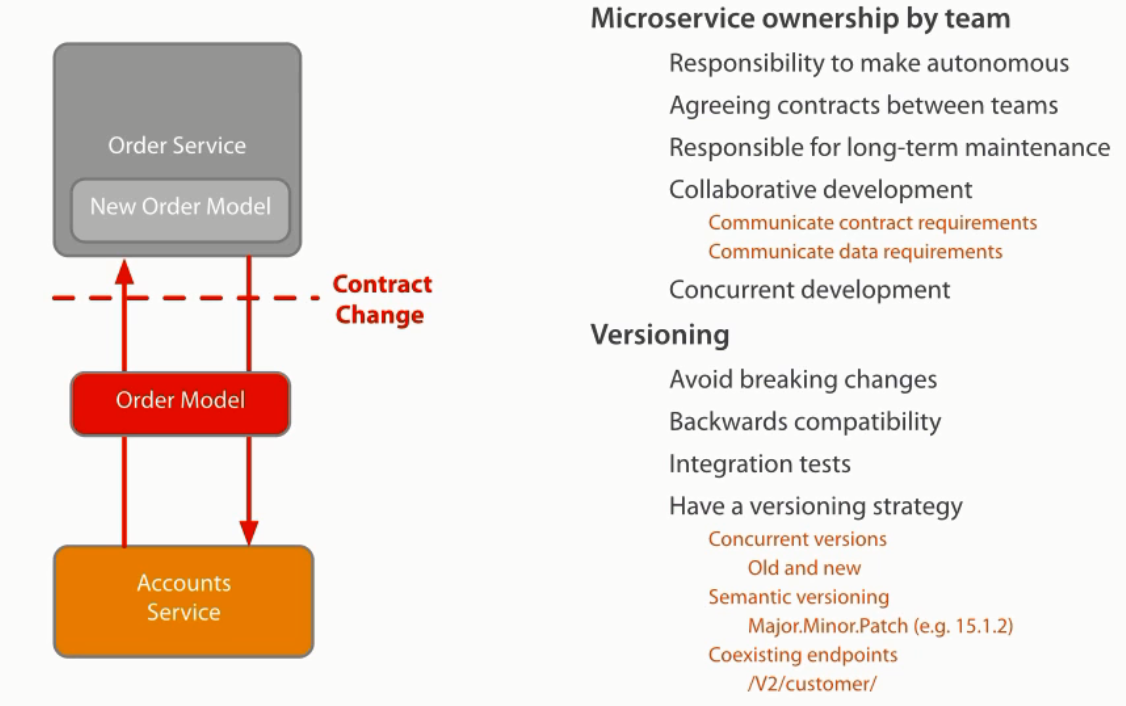 Order Service
New Order Model
Contract
Change
Order Model
Accounts
Service
Microservice ownership by team
Responsibility to make autonomous
Agreeing contracts between teams
Responsible for long-term maintenance
Collaborative development
Communicate contract requirements
Communicate data requirements
Concurrent development
Versioning
Avoid breaking changes
Backwards compatibility
Integration tests
Have a versioning strategy
Concurrent versions
Old and new
Semantic versioning
Major.Minor.Patch (e.g. 15.1.2)
Coexisting endpoints
/V2/customer/